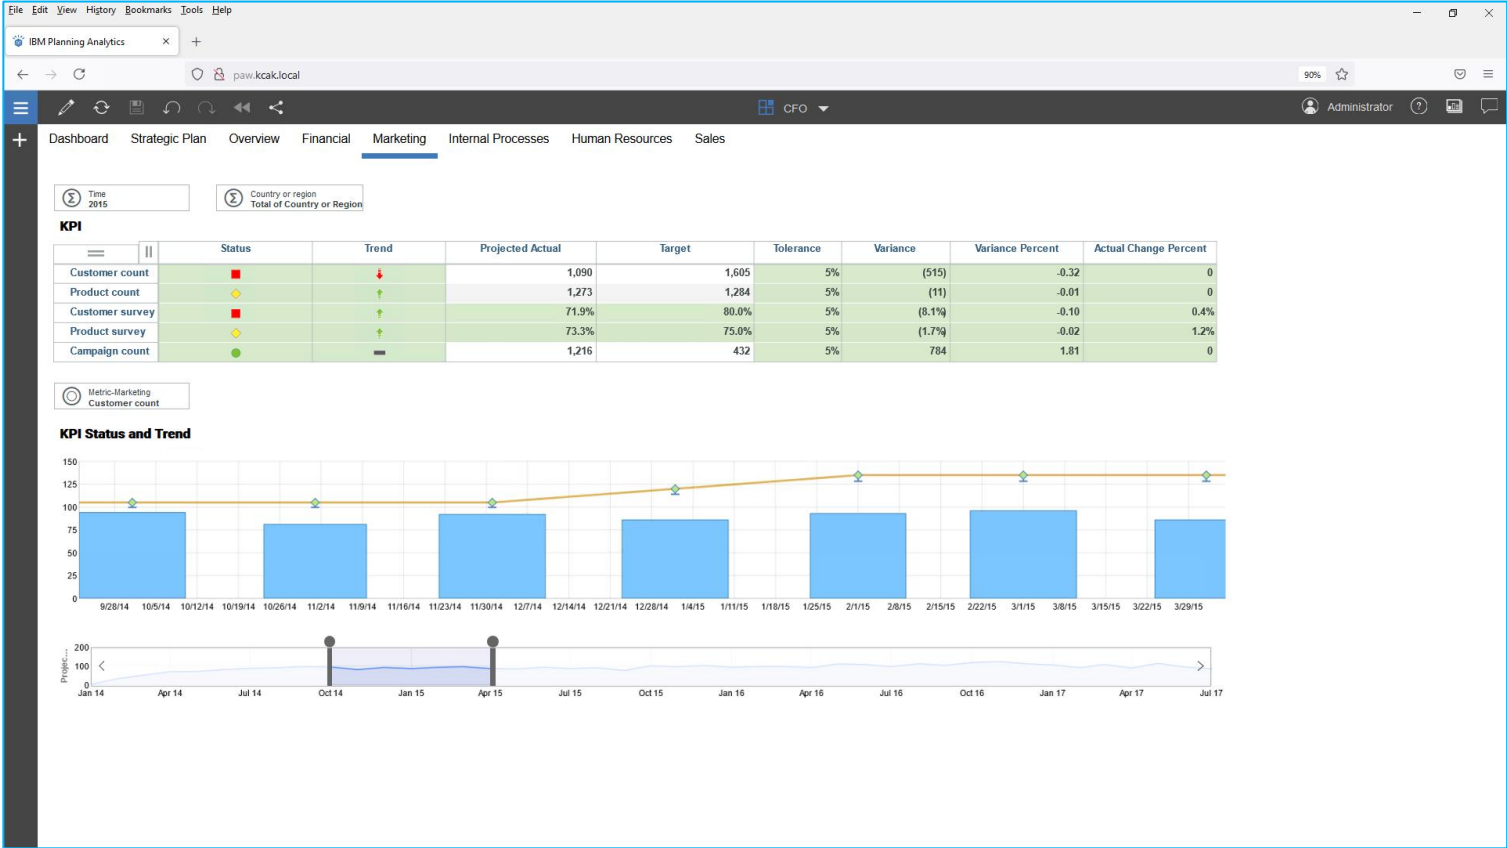 File Edit View History Bookmarks Tools Help
IBM Planning Analytics
paw.kcak.local
90%
CFO
Administrator
Dashboard Strategic Plan Overview Financial Marketing Internal Processes Human Resources Sales
Time
2015
Country or region
Total of Country or Region
KPI
Status Trend Projected Actual Target Tolerance Variance Variance Percent Actual Change Percent
Customer count 1,090 1,605 5% (515) -0.32 0
Product count 1,273 1,284 5% (11) -0.01 0
Customer survey 71.9% 80.0% 5% (8.1%) -0.10 0.4%
Product survey 73.3% 75.0% 5% (1.7%) -0.02 1.2%
Campaign count 1,216 432 5% 784 1.81 0
Metric-Marketing
Customer count
KPI Status and Trend
150
125
100
75
50
25
0
9/28/14 10/5/14 10/12/14 10/19/14 10/26/14 11/2/14 11/9/14 11/16/14 11/23/14 11/30/14 12/7/14 12/14/14 12/21/14 12/28/14 1/4/15 1/11/15 1/18/15 1/25/15 2/1/15 2/8/15 2/15/15 2/22/15 3/1/15 3/8/15 3/15/15 3/22/15 3/29/15
Projec...
200
100
0
Jan 14 Apr 14 Jul 14 Oct 14 Jan 15 Apr 15 Jul 15 Oct 15 Jan 16 Apr 16 Jul 16 Oct 16 Jan 17 Apr 17 Jul 17